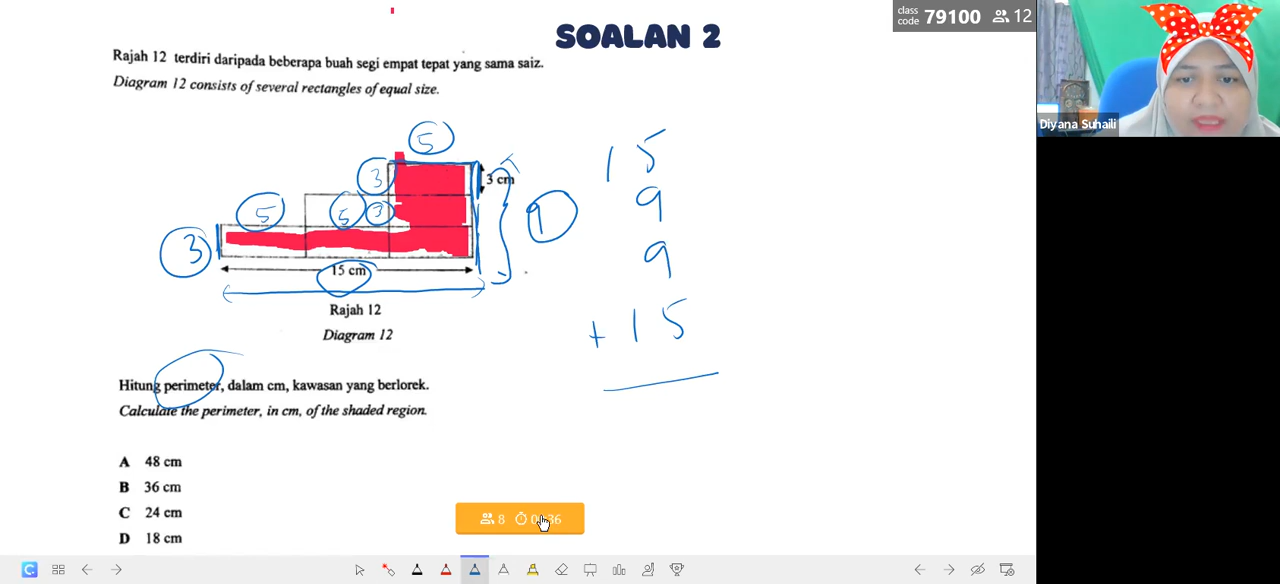 SOALAN 2
class code 79100 12
Diyana Suhaili
Rajah 12 terdiri daripada beberapa buah segi empat tepat yang sama saiz.
Diagram 12 consists of several rectangles of equal size.
5
3
3 cm
5
5
3
9
3
15 cm
Rajah 12
Diagram 12
15
9
9
+ 15
Hitung perimeter, dalam cm, kawasan yang berlorek.
Calculate the perimeter, in cm, of the shaded region.
A 48 cm
B 36 cm
C 24 cm
D 18 cm
8